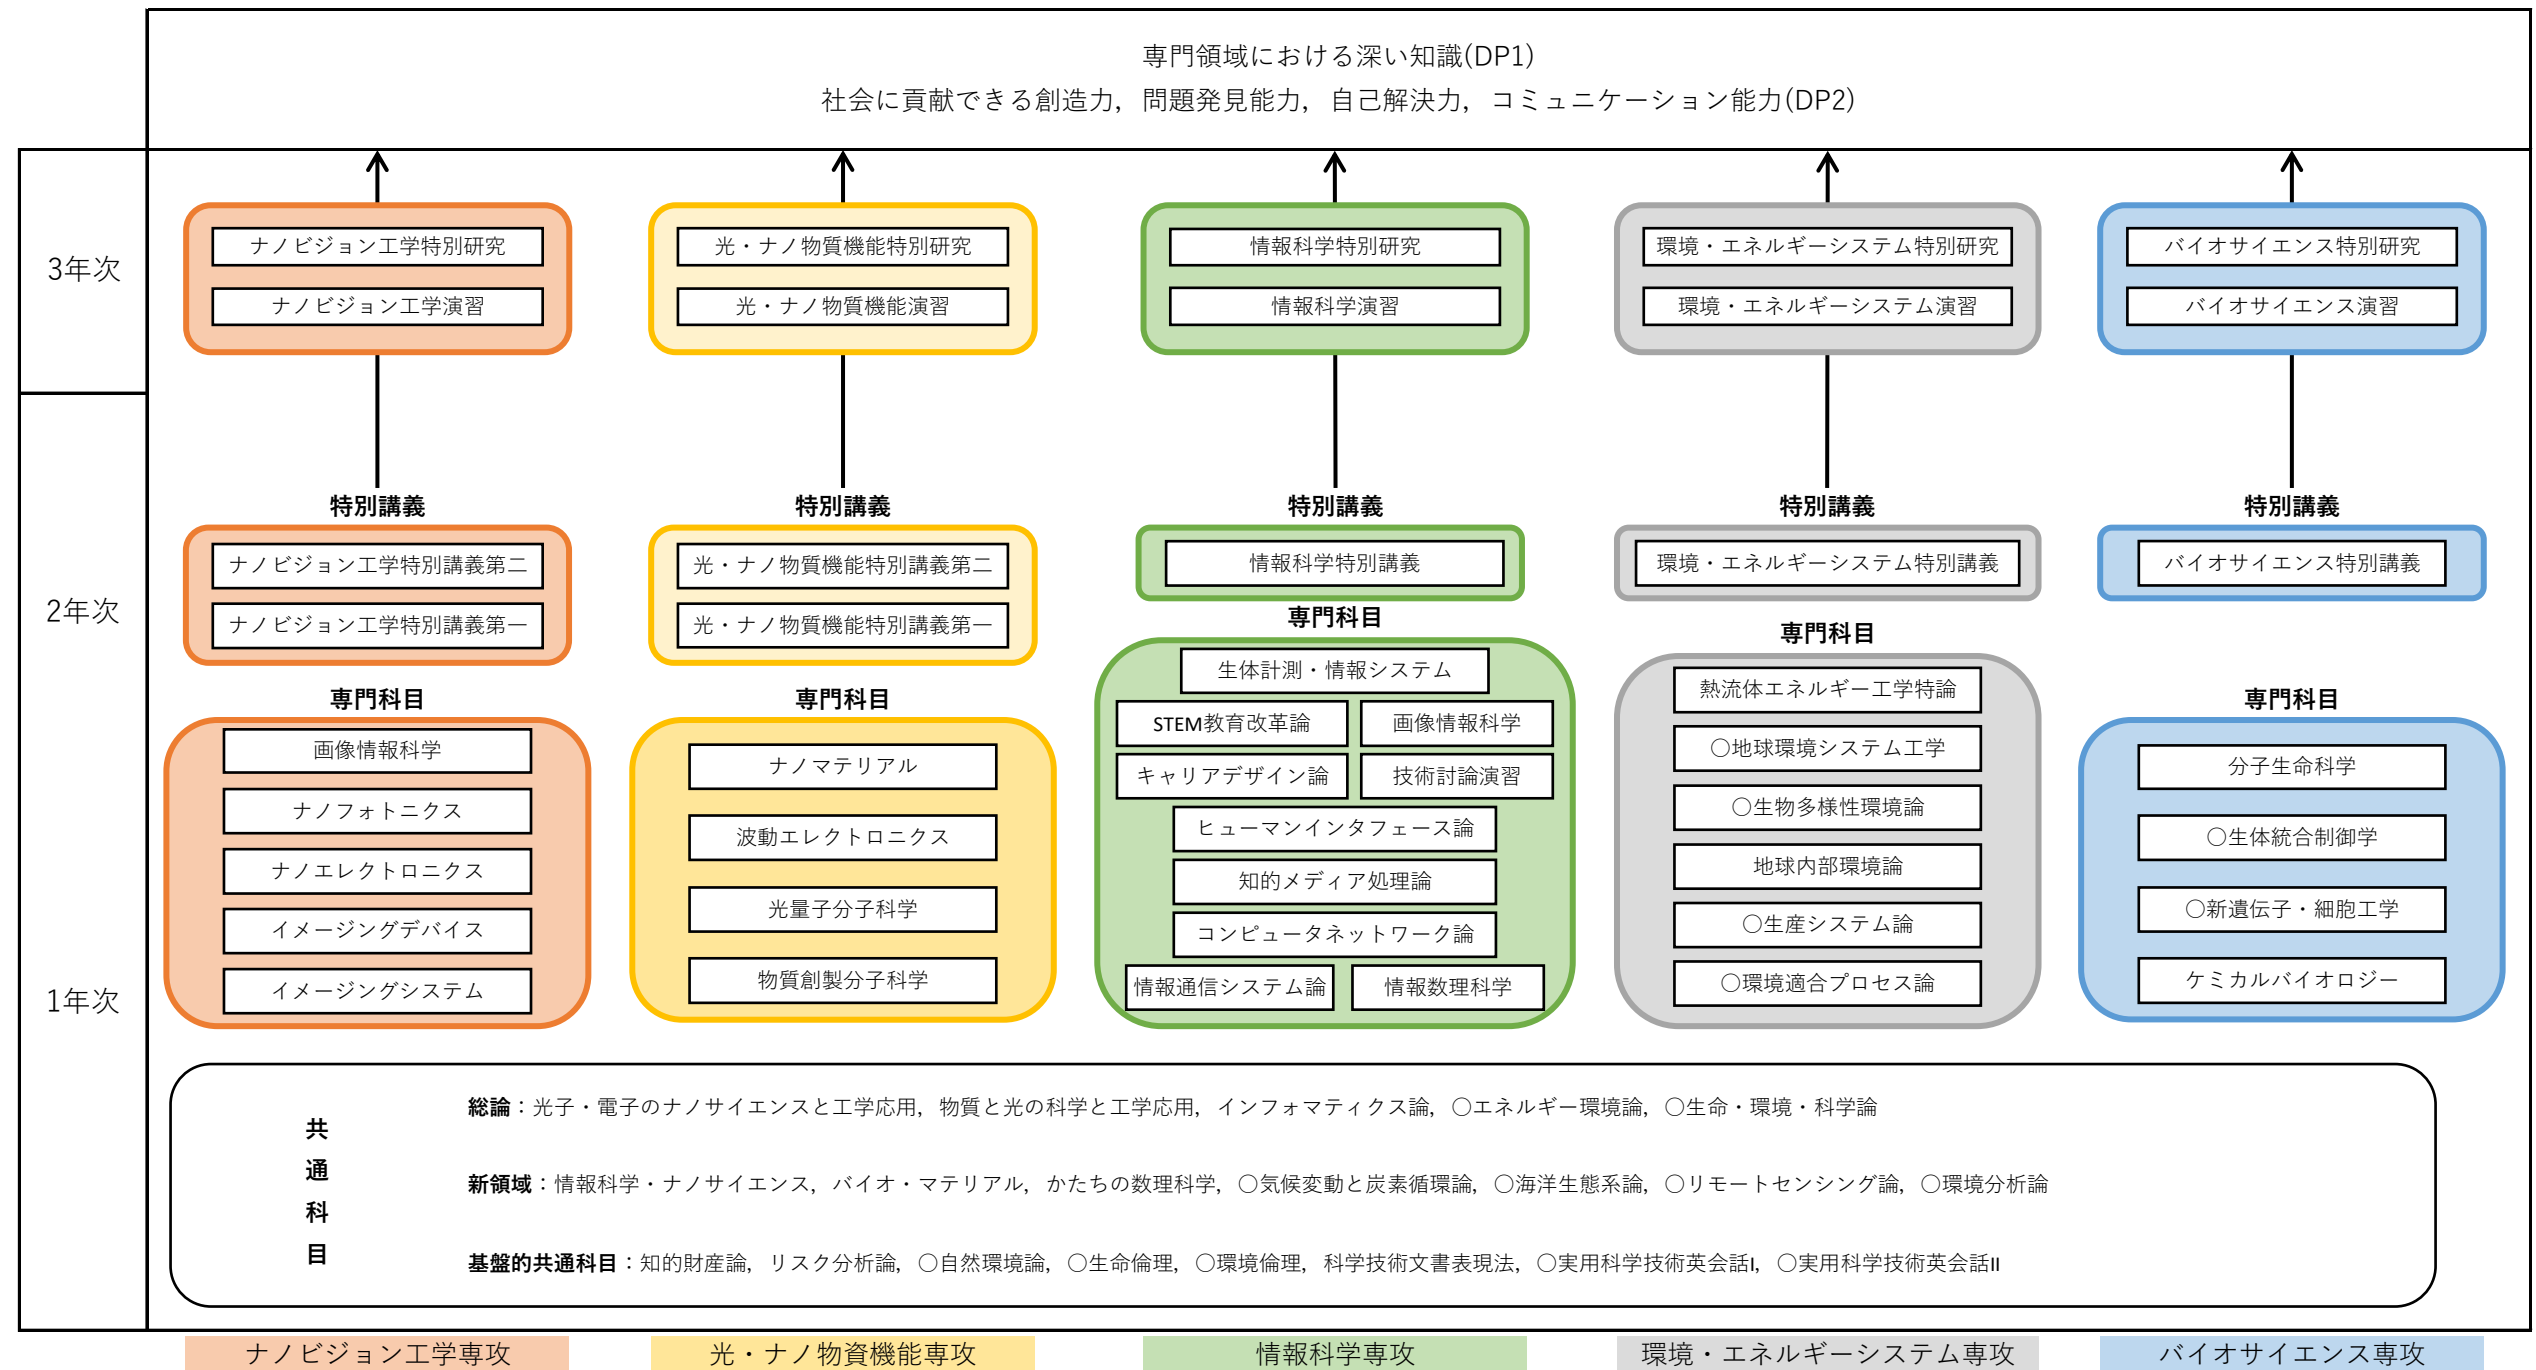 専門領域における深い知識(DP1)
社会に貢献できる創造力，問題発見能力，自己解決力，コミュニケーション能力(DP2)
3年次
ナノビジョン工学特別研究
ナノビジョン工学演習
光・ナノ物質機能特別研究
光・ナノ物質機能演習
情報科学特別研究
情報科学演習
環境・エネルギーシステム特別研究
環境・エネルギーシステム演習
バイオサイエンス特別研究
バイオサイエンス演習
2年次
1年次
特別講義
ナノビジョン工学特別講義第二
ナノビジョン工学特別講義第一
専門科目
画像情報科学
ナノフォトニクス
ナノエレクトロニクス
イメージングデバイス
イメージングシステム
特別講義
光・ナノ物質機能特別講義第二
光・ナノ物質機能特別講義第一
専門科目
ナノマテリアル
波動エレクトロニクス
光量子分子科学
物質創製分子科学
特別講義
情報科学特別講義
専門科目
生体計測・情報システム
STEM教育改革論
画像情報科学
キャリアデザイン論
技術討論演習
ヒューマンインタフェース論
知的メディア処理論
コンピュータネットワーク論
情報通信システム論
情報数理科学
特別講義
環境・エネルギーシステム特別講義
専門科目
熱流体エネルギー工学特論
〇地球環境システム工学
〇生物多様性環境論
地球内部環境論
〇生産システム論
〇環境適合プロセス論
特別講義
バイオサイエンス特別講義
専門科目
分子生命科学
〇生体統合制御学
〇新遺伝子・細胞工学
ケミカルバイオロジー
共通科目
総論：光子・電子のナノサイエンスと工学応用，物質と光の科学と工学応用，インフォマティクス論，〇エネルギー環境論，〇生命・環境・科学論
新領域：情報科学・ナノサイエンス，バイオ・マテリアル，かたちの数理科学，〇気候変動と炭素循環論，〇海洋生態系論，〇リモートセンシング論，〇環境分析論
基盤的共通科目：知的財産論，リスク分析論，〇自然環境論，〇生命倫理，〇環境倫理，科学技術文書表現法，〇実用科学技術英会話I，〇実用科学技術英会話II
ナノビジョン工学専攻
光・ナノ物資機能専攻
情報科学専攻
環境・エネルギーシステム専攻
バイオサイエンス専攻